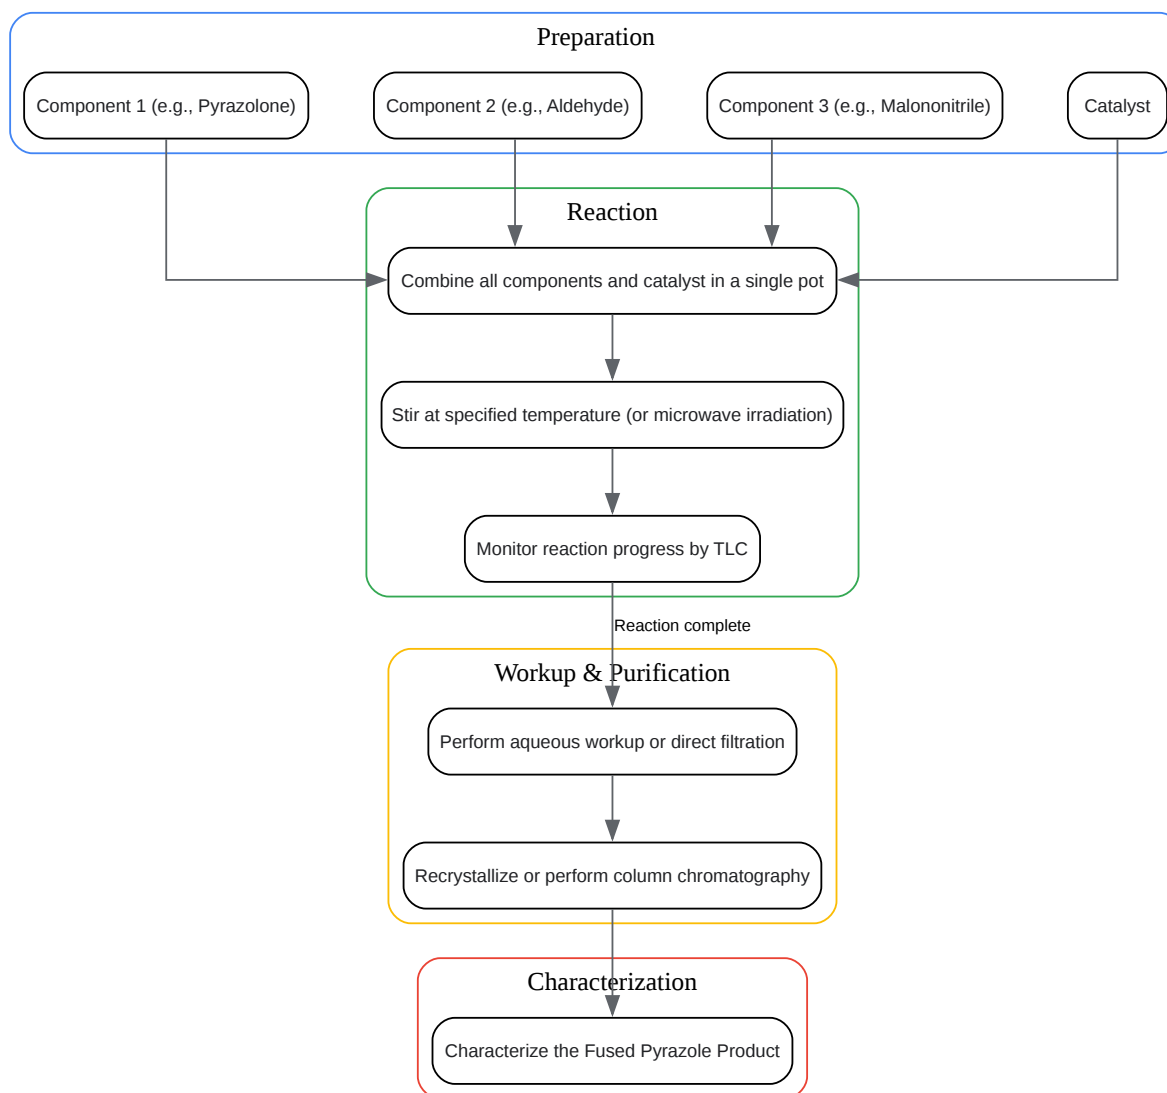 Preparation
Component 1 (e.g., Pyrazolone)
Component 2 (e.g., Aldehyde)
Component 3 (e.g., Malononitrile)
Catalyst
Reaction
Combine all components and catalyst in a single pot
Stir at specified temperature (or microwave irradiation)
Monitor reaction progress by TLC
Reaction complete
Workup & Purification
Perform aqueous workup or direct filtration
Recrystallize or perform column chromatography
Characterization
Characterize the Fused Pyrazole Product